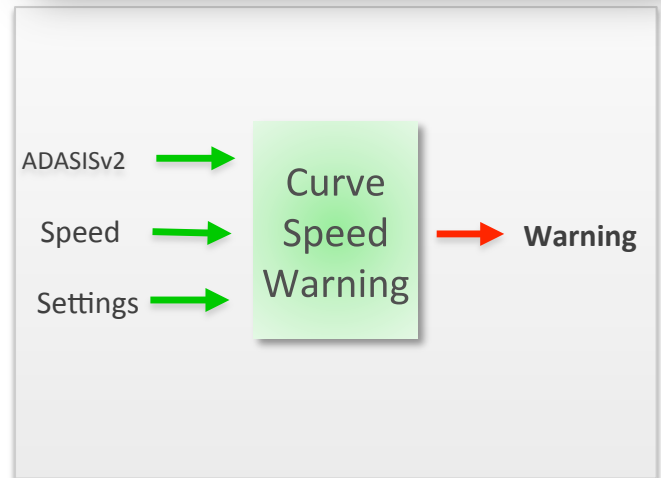 ADASISv2
Speed
Settings
Curve
Speed
Warning
Warning